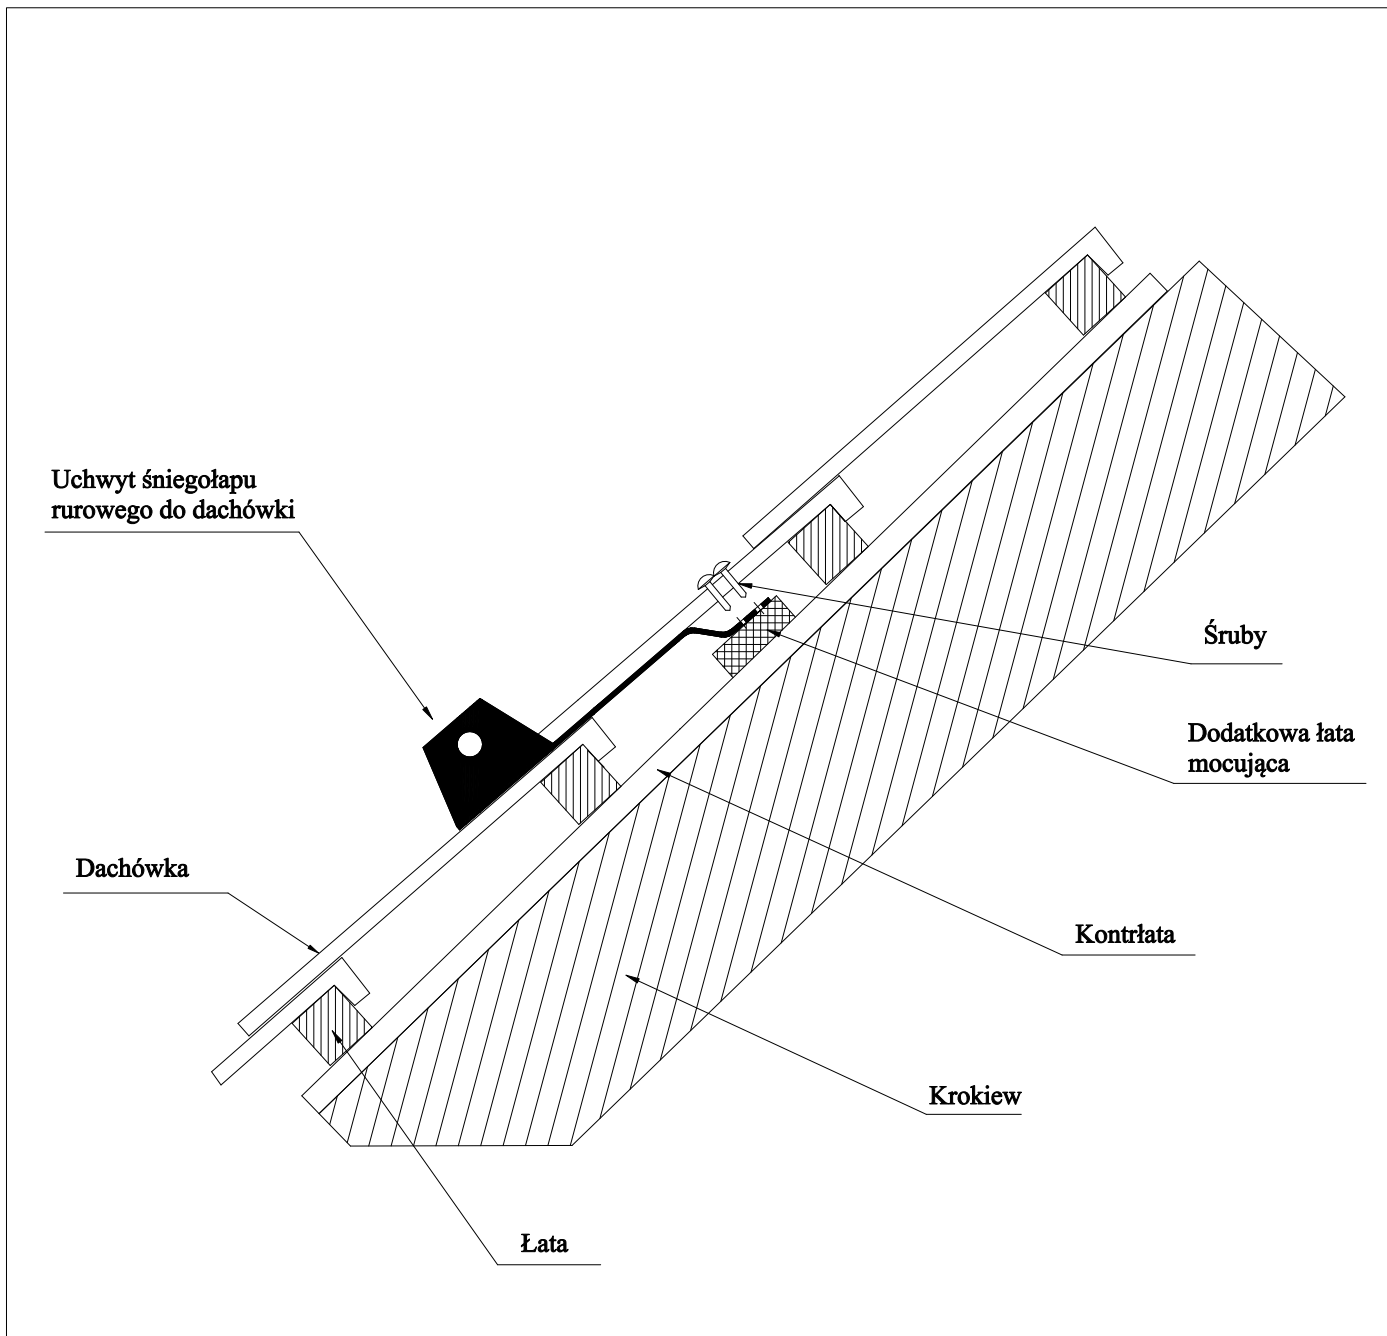 Uchwyt śniegołapu
rurowego do dachówki
Śruby
Dodatkowa łata
mocująca
Dachówka
Kontrłata
Krokiew
Łata